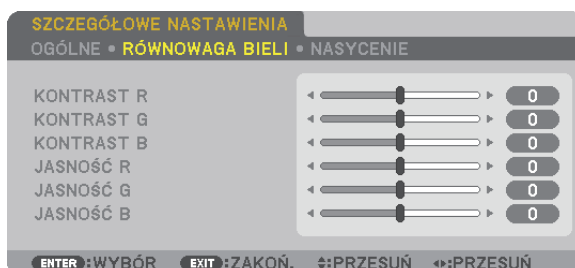 SZCZEGÓŁOWE NASTAWIENIA
OGÓLNE • RÓWNOWAGA BIELI • NASYCENIE
KONTRAST R 0
KONTRAST G 0
KONTRAST B 0
JASNOŚĆ R 0
JASNOŚĆ G 0
JASNOŚĆ B 0
ENTER :WYBÓR EXIT :ZAKOŃ. :PRZESUŃ :PRZESUŃ